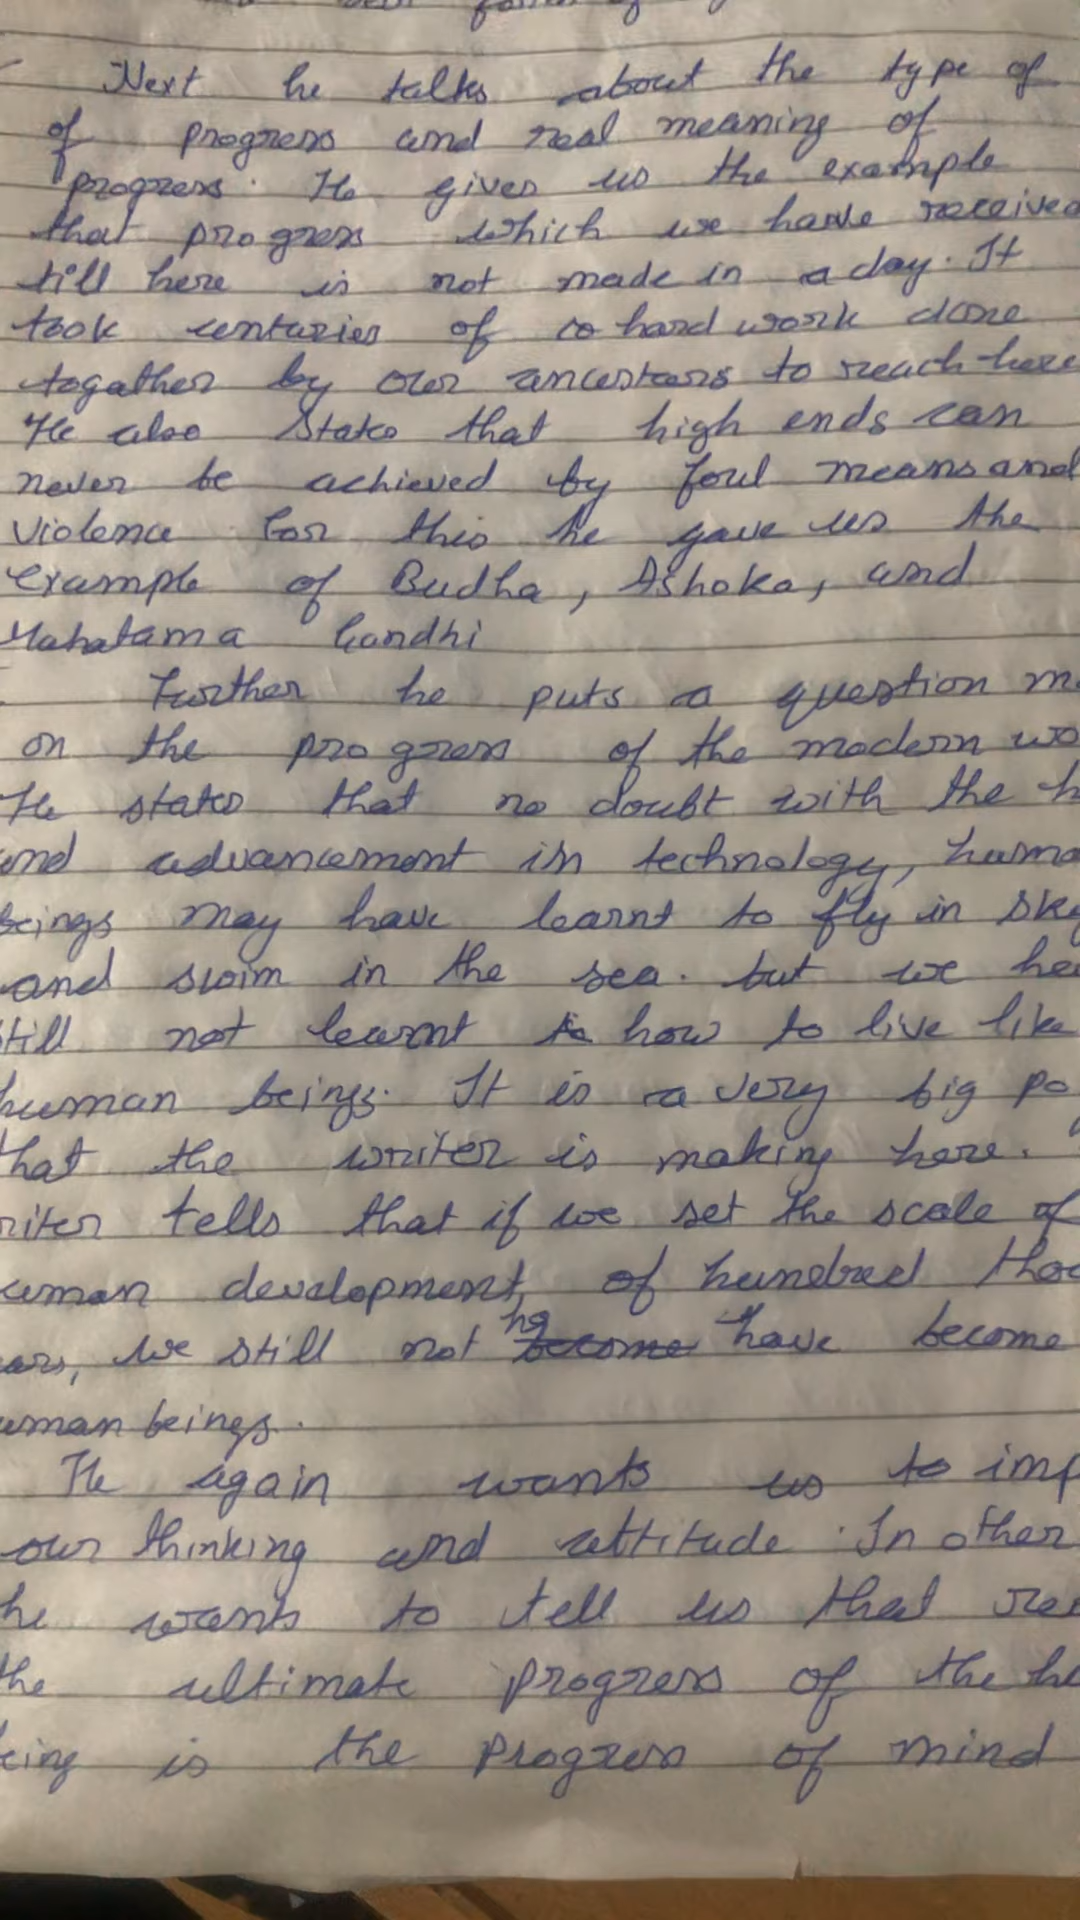 Next he talks about the type of
of progress and real meaning of
progress. He gives us the example
that progress which we have received
till here is not made in a day. It
took centuries of co hard work done
togather by our ancestors to reach here
He also states that high ends can
never be achieved by foul means and
violence for this he gave us the
example of Budha, Ashoka, and
Mahatama Gandhi
Further he puts a question
on the progress of the modern
He states that no doubt with the
and advancement in technology,
beings may have learnt to fly in sky
and swim in the sea. but we
still not learnt to how to live like
human beings. It is a very big
that the writer is making here.
writer tells that if we set the scale of
human development, of hundred
years, we still not ha become have become
human beings.
He again wants us to
our thinking and attitude. In other
he wants to tell us that
the ultimate progress of the
being is the progress of mind